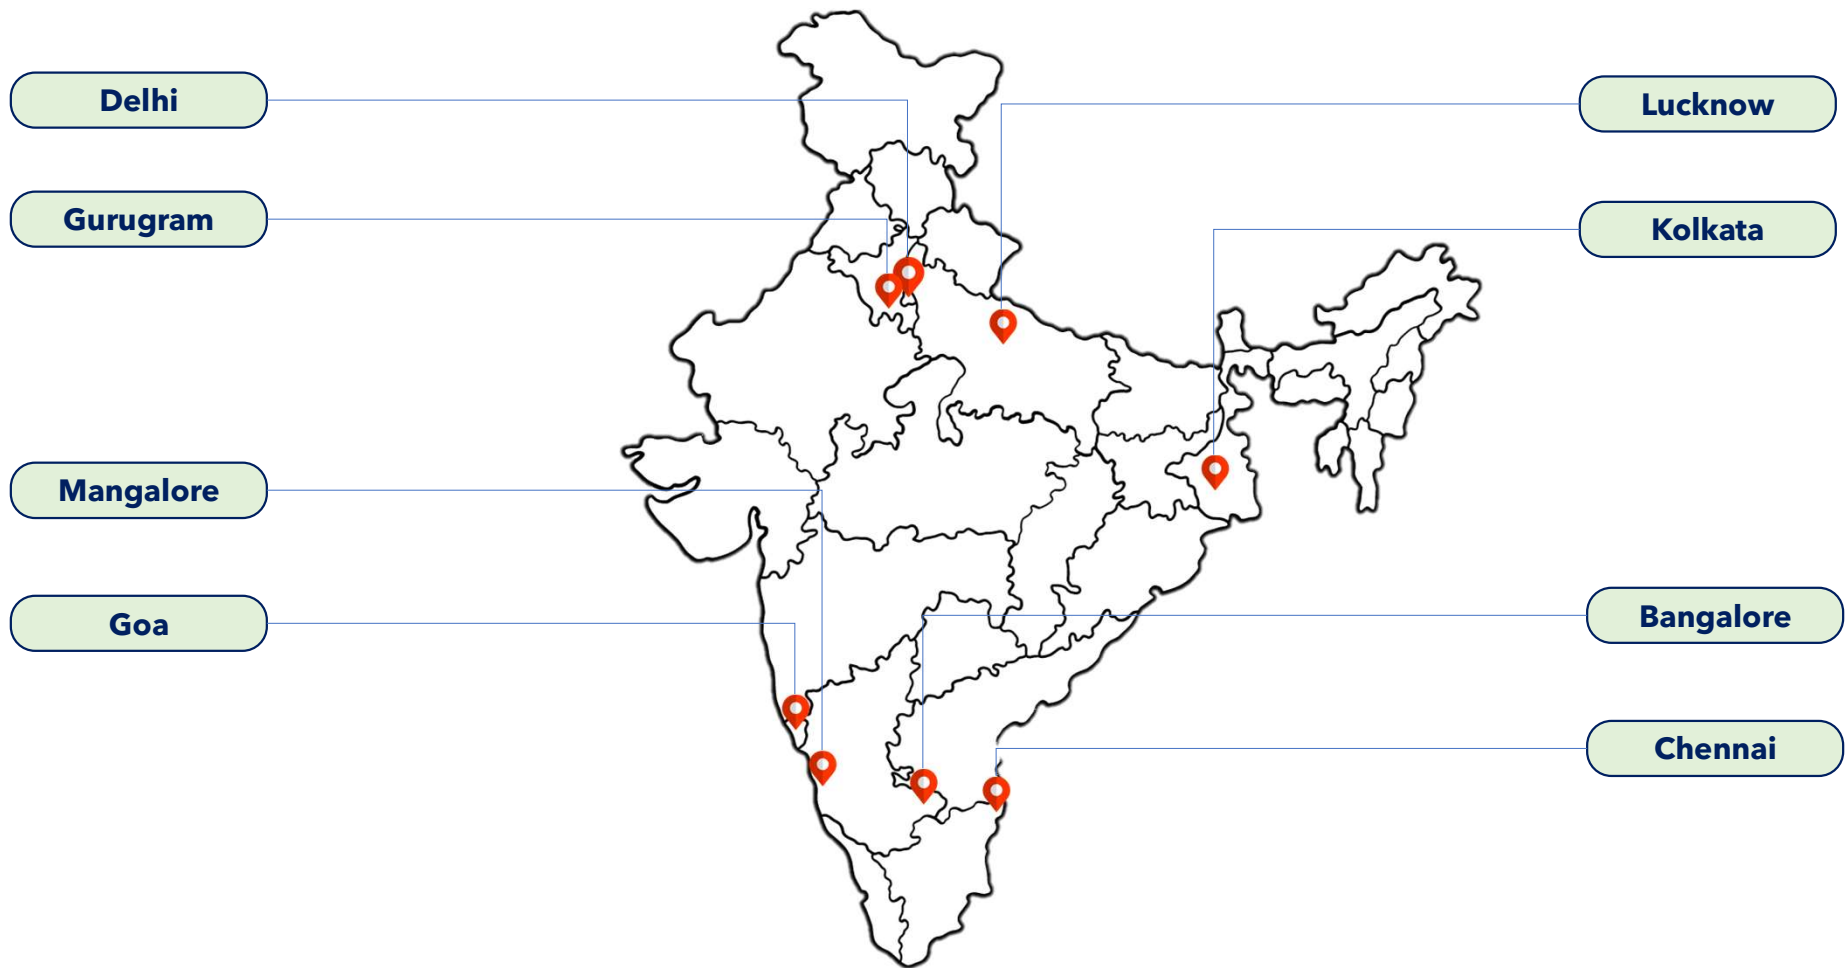 Delhi
Lucknow
Gurugram
Kolkata
Mangalore
Goa
Bangalore
Chennai